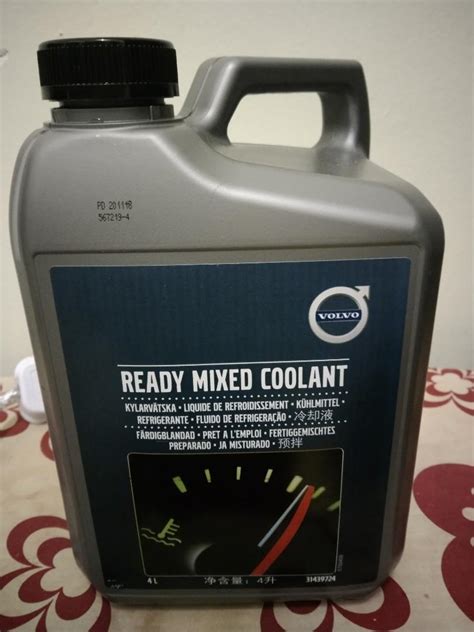 PD 201118
567219-4
VOLVO
READY MIXED COOLANT
KYLARVÄTSKA • LIQUIDE DE REFROIDISSEMENT • KÜHLMITTEL •
REFRIGERANTE • FLUIDO DE REFRIGERAÇÃO • 冷却液
FÄRDIGBLANDAD • PRET A L'EMPLOI • FERTIGGEMISCHTES
PREPARADO • JA MISTURADO • 预拌
4 L 净含量: 4升 31439724